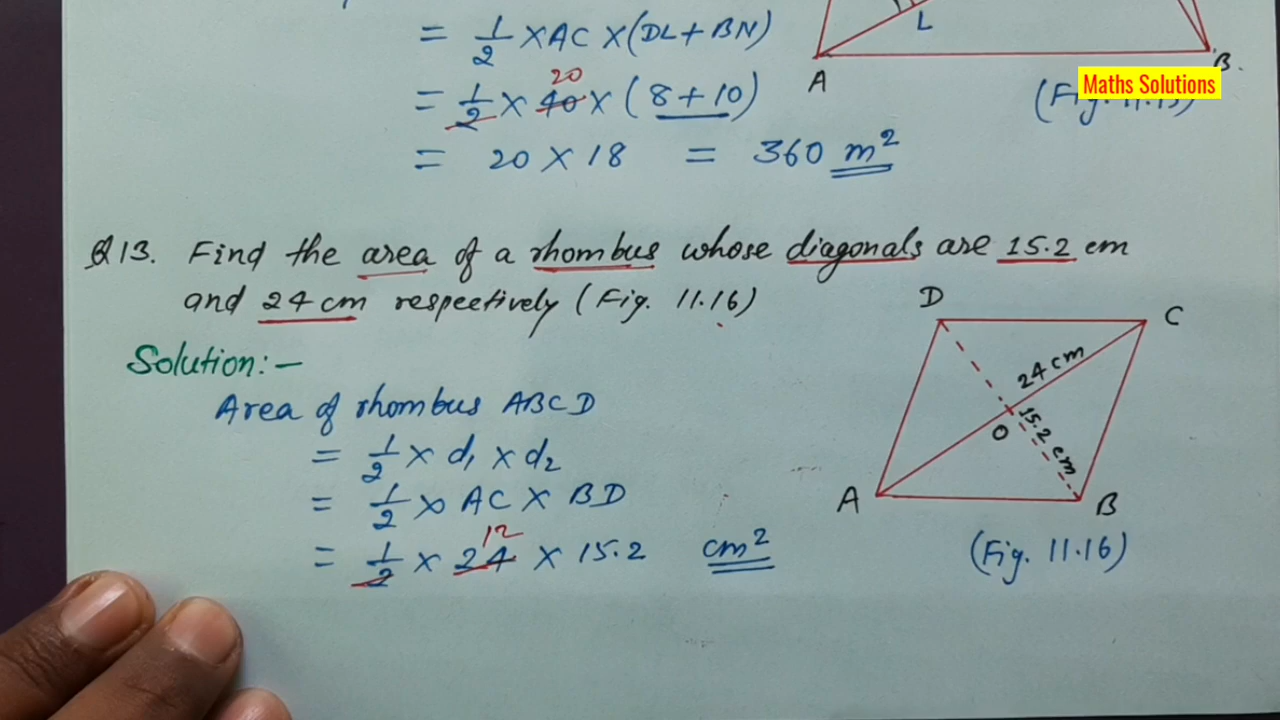 = 1/2 × AC × (DL + BN)
L
A
B.
20
= 1/2 × 40 × (8 + 10)
Maths Solutions
= 20 × 18 = 360 m²
Q13. Find the area of a rhombus whose diagonals are 15.2 cm
and 24 cm respectively (Fig. 11.16)
D
C
Solution:-
24 cm
Area of rhombus ABCD
O
15.2 cm
= 1/2 × d₁ × d₂
= 1/2 × AC × BD
A
B
12
= 1/2 × 24 × 15.2 cm²
(Fig. 11.16)